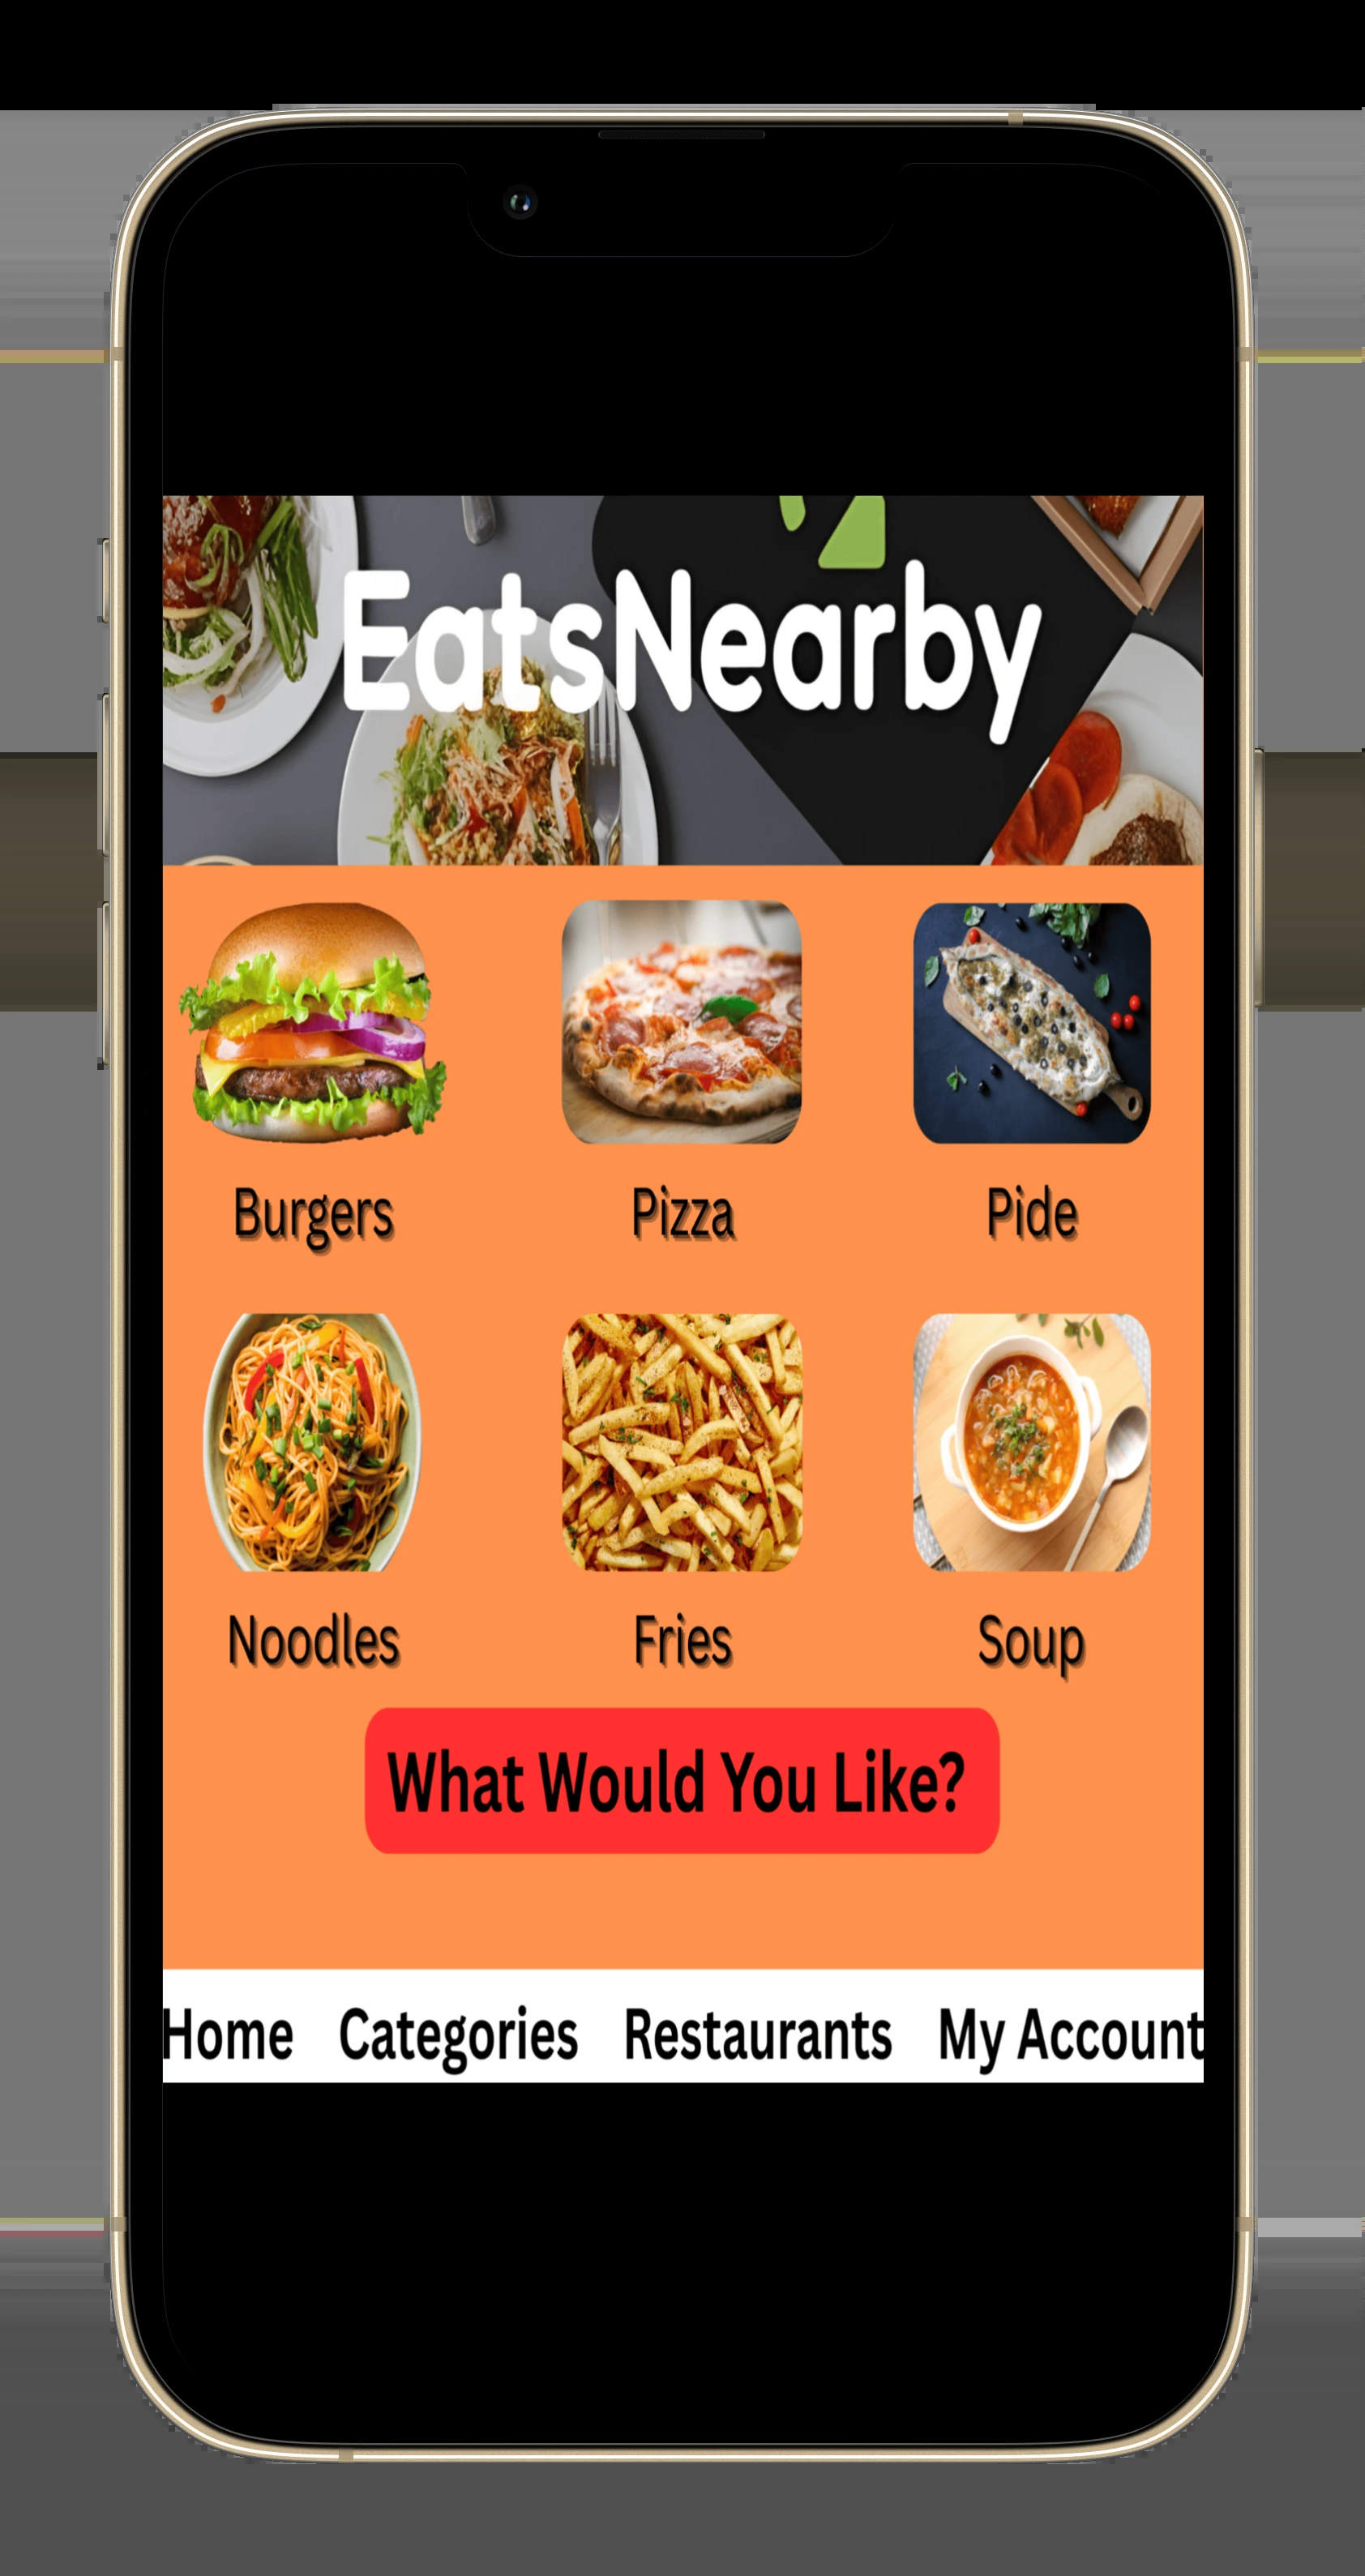 EatsNearby
Burgers Pizza Pide
Noodles Fries Soup
What Would You Like?
Home Categories Restaurants My Account